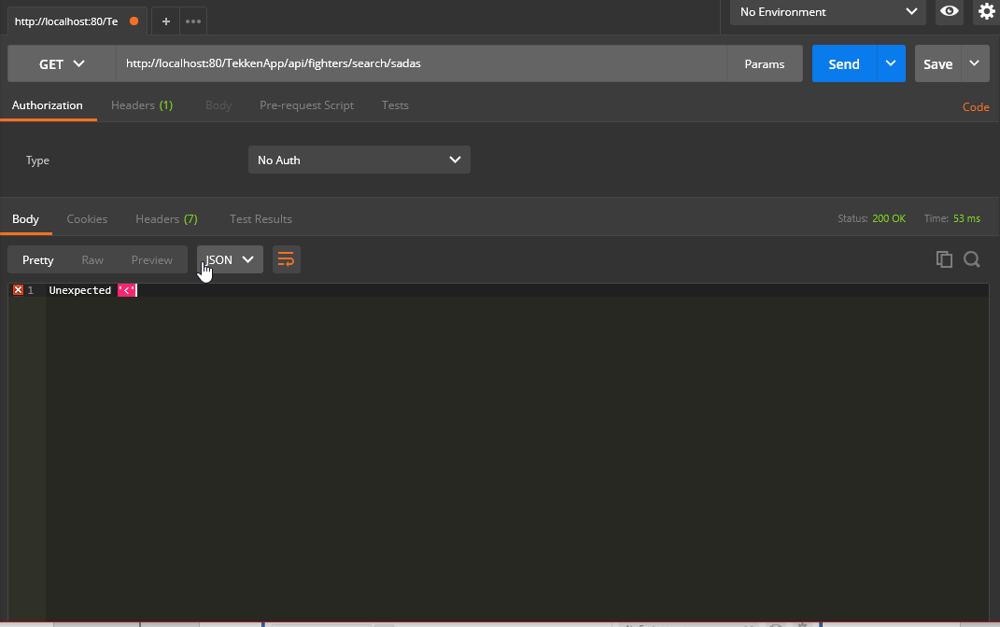 http://localhost:80/Te
+
No Environment
GET
http://localhost:80/TekkenApp/api/fighters/search/sadas
Params
Send
Save
Authorization
Headers (1)
Body
Pre-request Script
Tests
Code
Type
No Auth
Body
Cookies
Headers (7)
Test Results
Status: 200 OK
Time: 53 ms
Pretty
Raw
Preview
JSON
1 Unexpected '<'